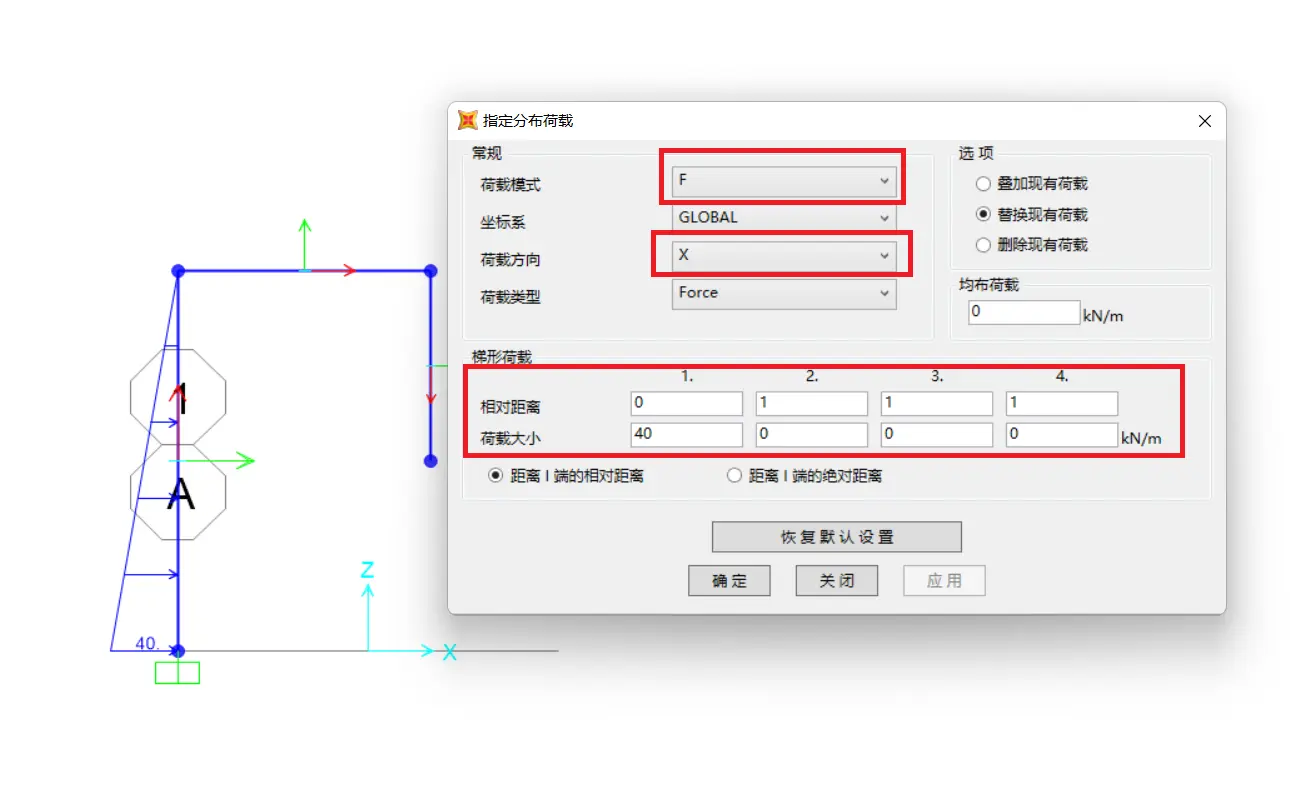 指定分布荷载
常规
荷载模式 F
坐标系 GLOBAL
荷载方向 X
荷载类型 Force
选 项
叠加现有荷载
替换现有荷载
删除现有荷载
均布荷载
0 kN/m
梯形荷载
1. 2. 3. 4.
相对距离 0 1 1 1
荷载大小 40 0 0 0 kN/m
距离 I 端的相对距离 距离 I 端的绝对距离
恢复默认设置
确定 关闭 应用
1
A
Z
40.
X